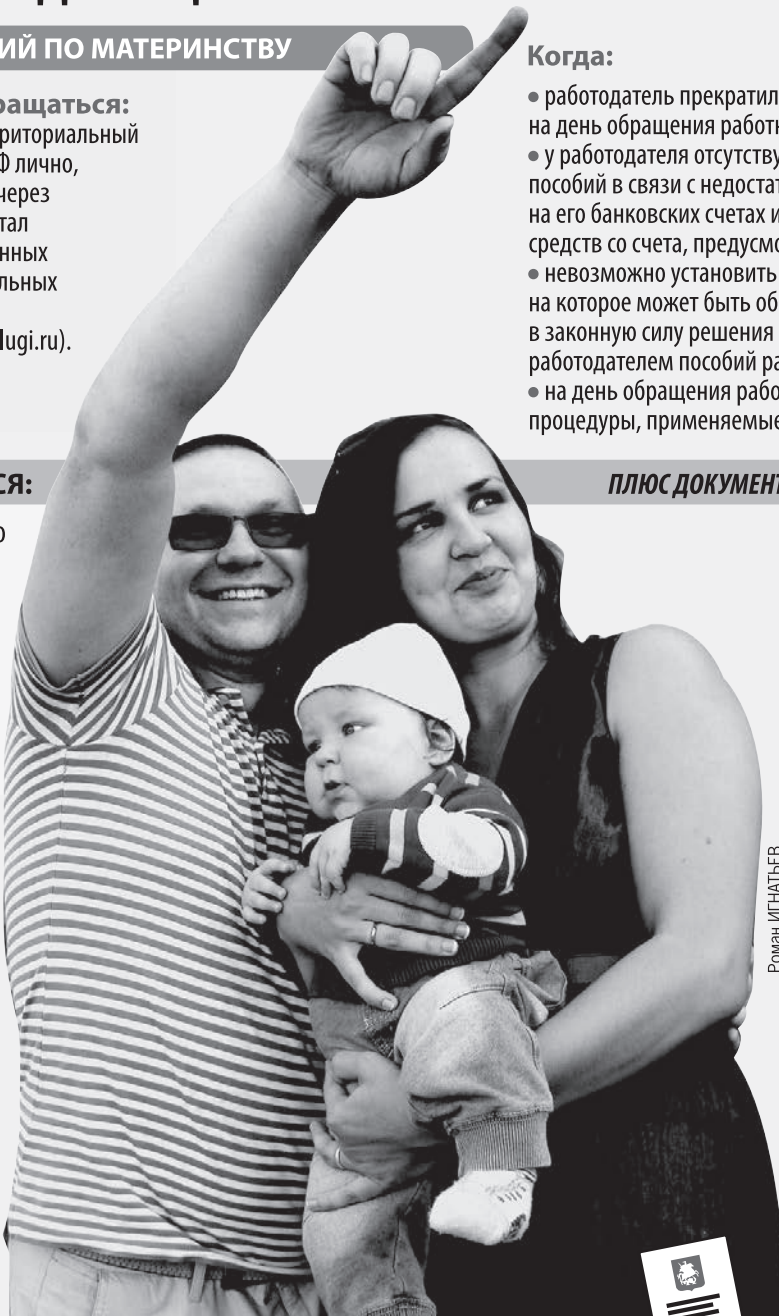 ИЙ ПО МАТЕРИНСТВУ
ращаться:
риториальный
Ф лично,
через
тал
нных
льных
lugi.ru).
Когда:
• работодатель прекратил
на день обращения работн
• у работодателя отсутству
пособий в связи с недостат
на его банковских счетах и
средств со счета, предусмо
• невозможно установить
на которое может быть об
в законную силу решения
работодателем пособий ра
• на день обращения рабо
процедуры, применяемые
СЯ:
ПЛЮС ДОКУМЕНТ
о
Роман ИГНАТЬЕВ